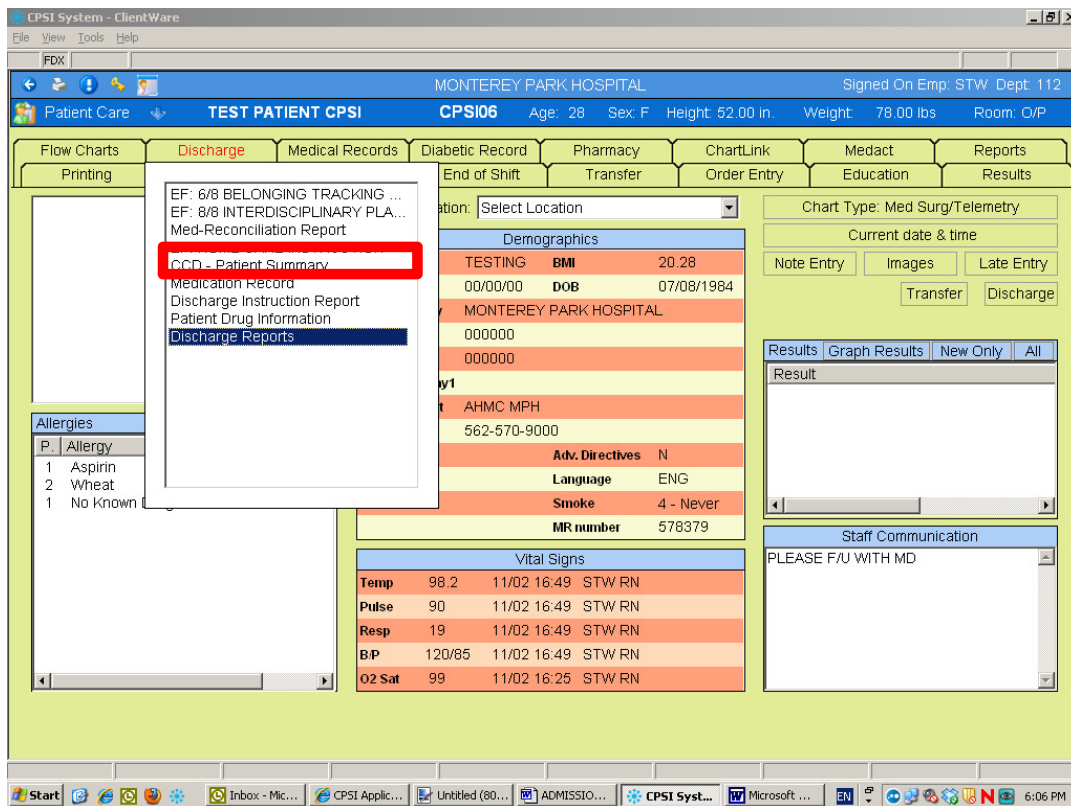 CPSI System - ClientWare
File View Tools Help
FDX
MONTEREY PARK HOSPITAL Signed On Emp: STW Dept: 112
Patient Care TEST PATIENT CPSI CPSI06 Age: 28 Sex: F Height: 52.00 in. Weight: 78.00 lbs Room: O/P
Flow Charts Discharge Medical Records Diabetic Record Pharmacy ChartLink Medact Reports
Printing End of Shift Transfer Order Entry Education Results
EF: 6/8 BELONGING TRACKING ...
EF: 8/8 INTERDISCIPLINARY PLA...
Med-Reconciliation Report
CCD - Patient Summary
Medication Record
Discharge Instruction Report
Patient Drug Information
Discharge Reports
ation: Select Location
Demographics
TESTING BMI 20.28
00/00/00 DOB 07/08/1984
MONTEREY PARK HOSPITAL
000000
000000
ay1
t AHMC MPH
562-570-9000
Adv. Directives N
Language ENG
Smoke 4 - Never
MR number 578379
Vital Signs
Temp 98.2 11/02 16:49 STW RN
Pulse 90 11/02 16:49 STW RN
Resp 19 11/02 16:49 STW RN
B/P 120/85 11/02 16:49 STW RN
O2 Sat 99 11/02 16:25 STW RN
Allergies
P. Allergy
1 Aspirin
2 Wheat
1 No Known
Chart Type: Med Surg/Telemetry
Current date & time
Note Entry Images Late Entry
Transfer Discharge
Results Graph Results New Only All
Result
Staff Communication
PLEASE F/U WITH MD
Start Inbox - Mic... CPSI Applic... Untitled (80... ADMISSIO... CPSI Syst... Microsoft ... EN 6:06 PM